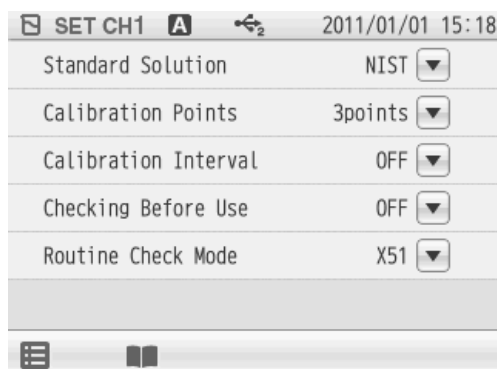 SET CH1 A 2 2011/01/01 15:18
Standard Solution NIST
Calibration Points 3points
Calibration Interval OFF
Checking Before Use OFF
Routine Check Mode X51